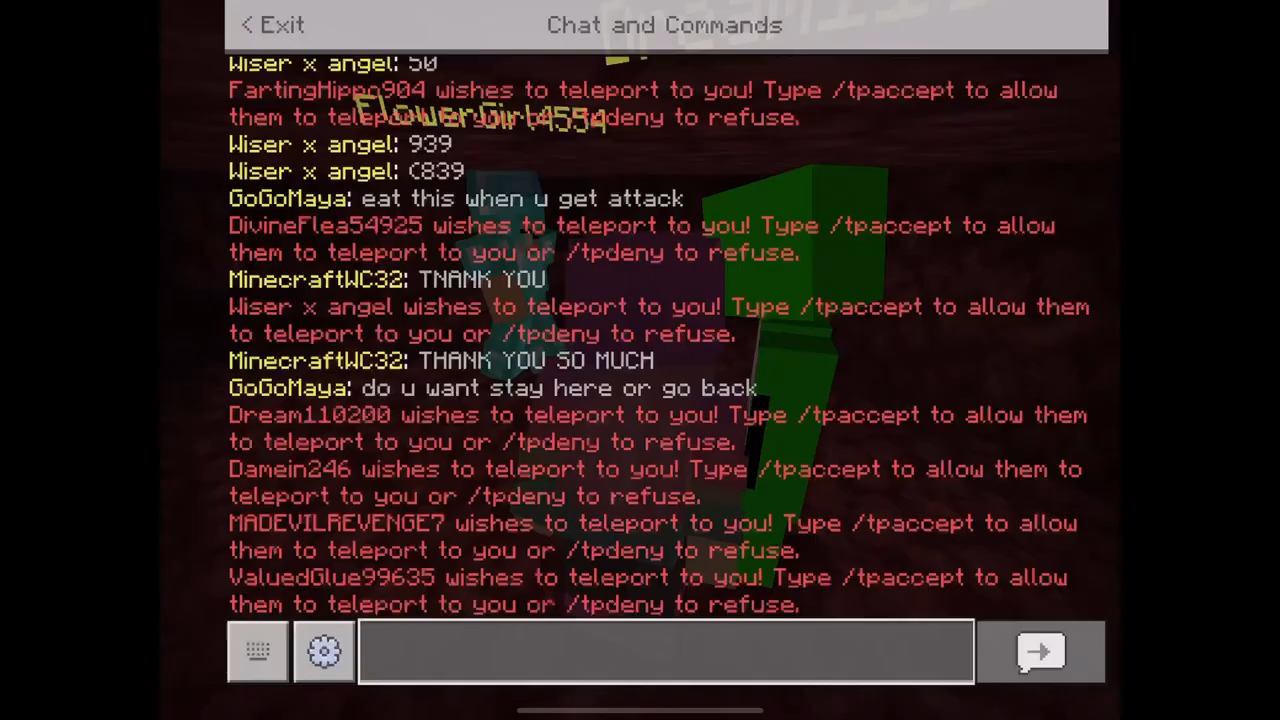 < Exit
Chat and Commands
Wiser x angel: 50
FartingHippo904 wishes to teleport to you! Type /tpaccept to allow
them to teleport to you or /tpdeny to refuse.
FlowerGirl4554
Wiser x angel: 939
Wiser x angel: (839
GoGoMaya: eat this when u get attack
DivineFlea54925 wishes to teleport to you! Type /tpaccept to allow
them to teleport to you or /tpdeny to refuse.
MinecraftWC32: TNANK YOU
Wiser x angel wishes to teleport to you! Type /tpaccept to allow them
to teleport to you or /tpdeny to refuse.
MinecraftWC32: THANK YOU SO MUCH
GoGoMaya: do u want stay here or go back
Dream110200 wishes to teleport to you! Type /tpaccept to allow them
to teleport to you or /tpdeny to refuse.
Damein246 wishes to teleport to you! Type /tpaccept to allow them to
teleport to you or /tpdeny to refuse.
MADEVILREVENGE7 wishes to teleport to you! Type /tpaccept to allow
them to teleport to you or /tpdeny to refuse.
ValuedGlue99635 wishes to teleport to you! Type /tpaccept to allow
them to teleport to you or /tpdeny to refuse.